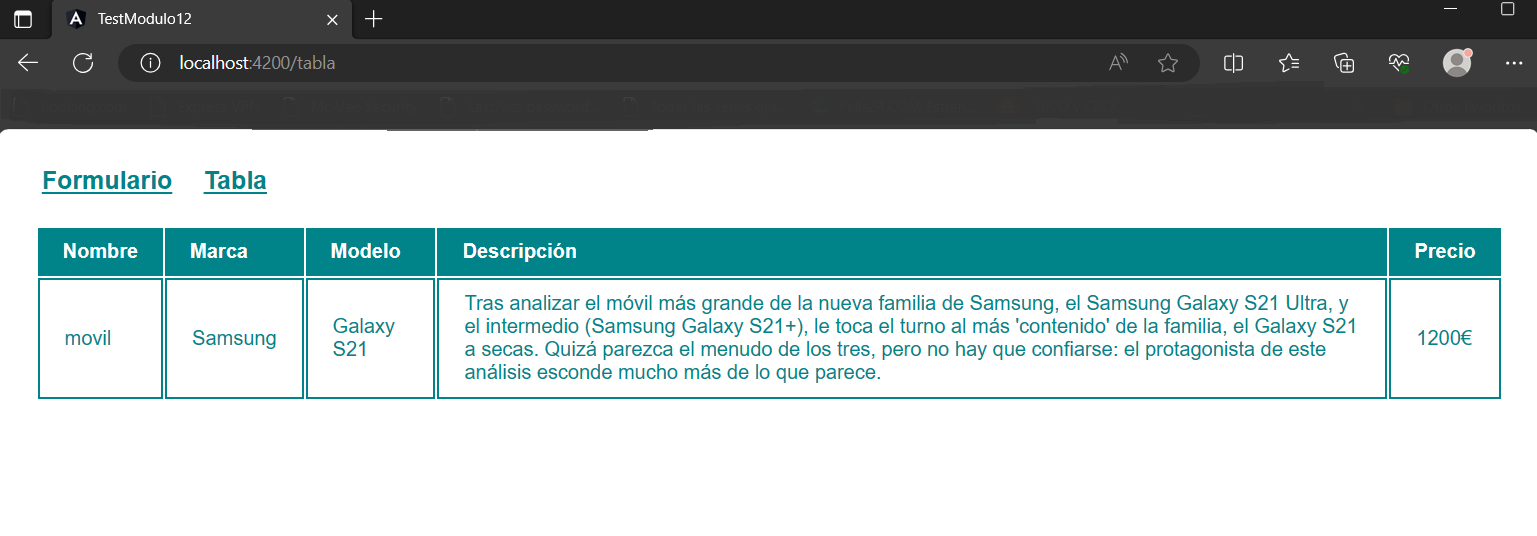 TestModulo12
localhost:4200/tabla
Formulario Tabla
Nombre Marca Modelo Descripción Precio
movil
Samsung
Galaxy
S21
Tras analizar el móvil más grande de la nueva familia de Samsung, el Samsung Galaxy S21 Ultra, y
el intermedio (Samsung Galaxy S21+), le toca el turno al más 'contenido' de la familia, el Galaxy S21
a secas. Quizá parezca el menudo de los tres, pero no hay que confiarse: el protagonista de este
análisis esconde mucho más de lo que parece.
1200€